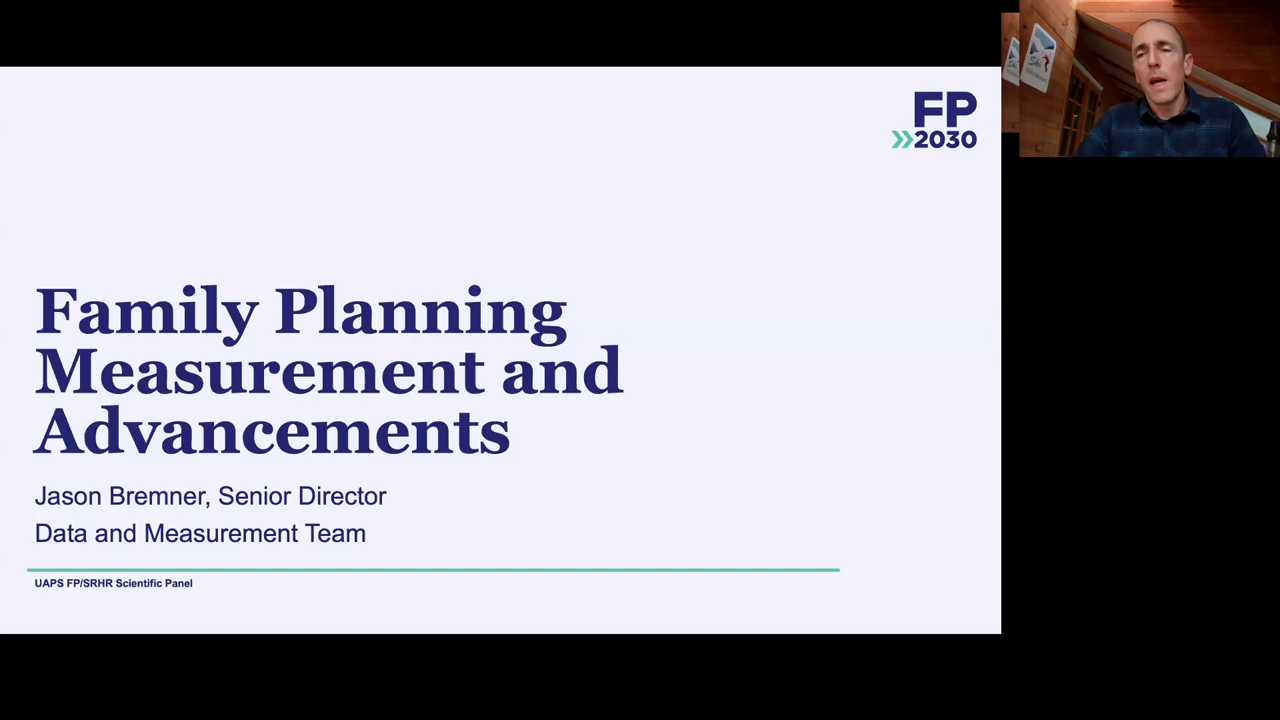 FP
2030
Family Planning
Measurement and
Advancements
Jason Bremner, Senior Director
Data and Measurement Team
UAPS FP/SRHR Scientific Panel